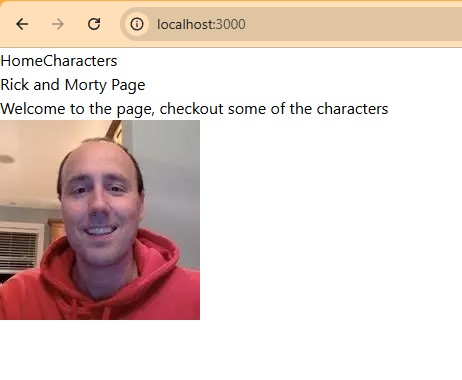 localhost:3000
HomeCharacters
Rick and Morty Page
Welcome to the page, checkout some of the characters